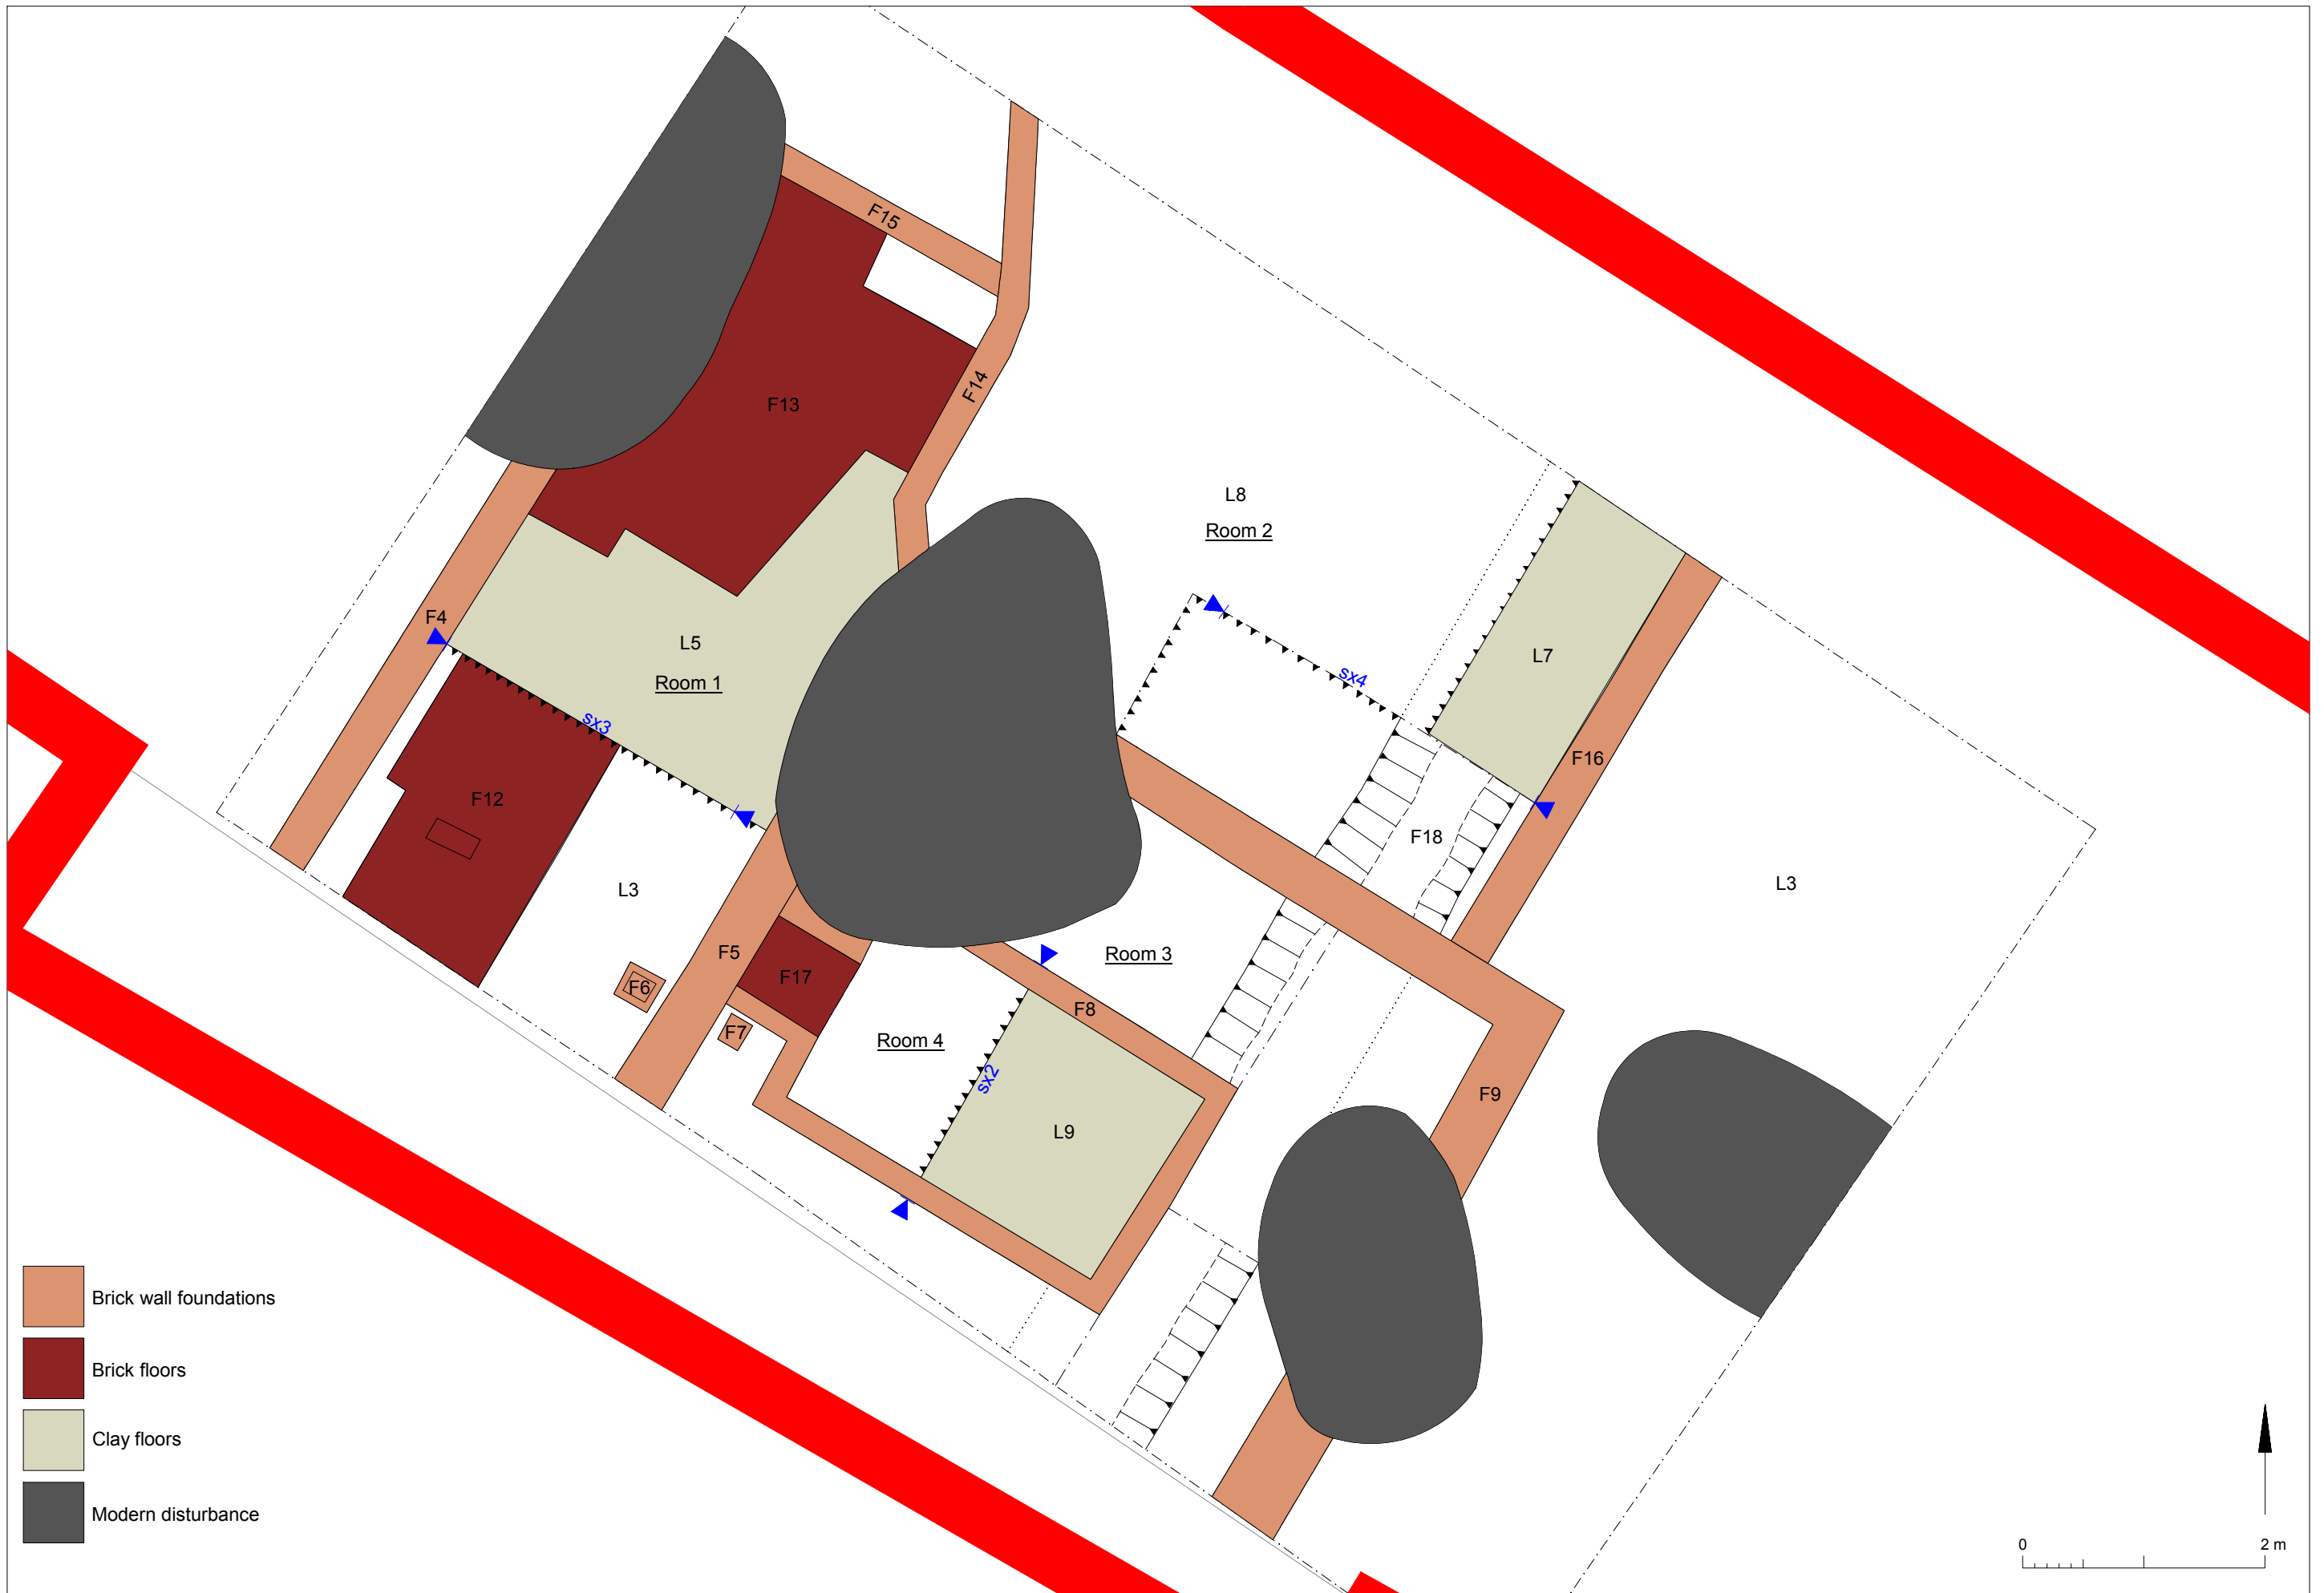 F15
F14
F13
L8
Room 2
F4
L5
Room 1
sx3
sx4
L7
F16
F12
F18
L3
L3
F5
F17
F6
F7
Room 3
F8
Room 4
sx2
L9
F9
Brick wall foundations
Brick floors
Clay floors
Modern disturbance
0 2 m